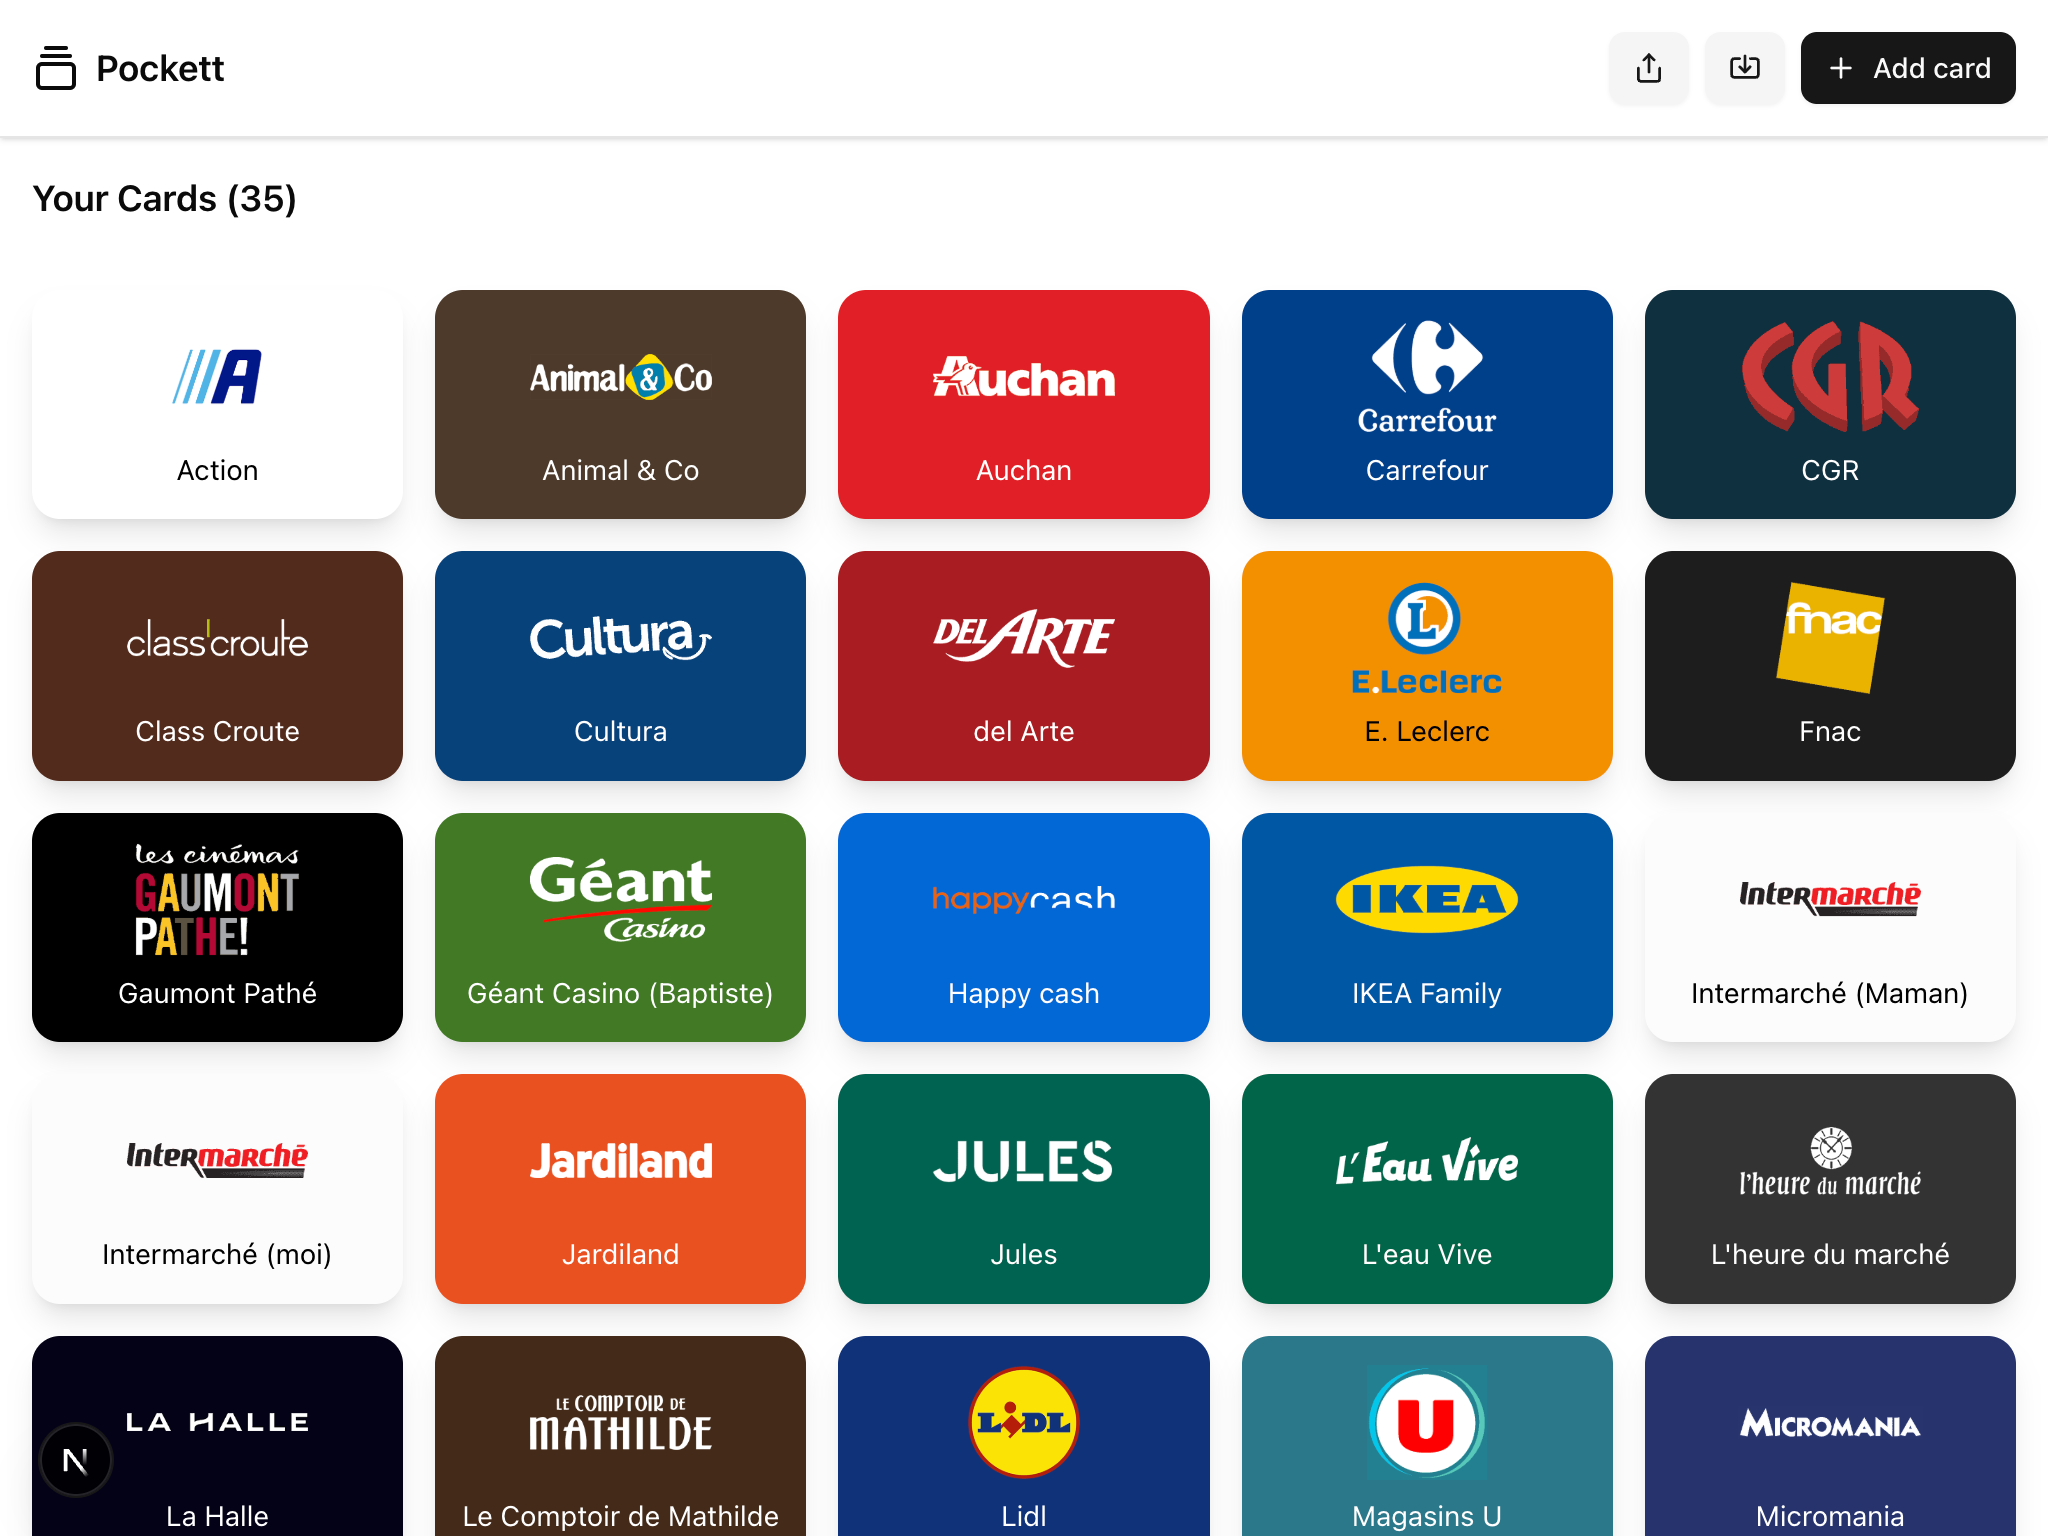 Pockett
Add card
Your Cards (35)
A
Action
Animal & Co
Animal & Co
Auchan
Auchan
Carrefour
Carrefour
CGR
CGR
class'croute
Class Croute
Cultura
Cultura
DEL ARTE
del Arte
L
E.Leclerc
E. Leclerc
fnac
Fnac
les cinémas
GAUMONT
PATHE!
Gaumont Pathé
Géant
Casino
Géant Casino (Baptiste)
happycash
Happy cash
IKEA
IKEA Family
Intermarchē
Intermarché (Maman)
Intermarchē
Intermarché (moi)
Jardiland
Jardiland
JULES
Jules
L'Eau Vive
L'eau Vive
l'heure du marché
L'heure du marché
LA HALLE
La Halle
N
LE COMPTOIR DE
MATHILDE
Le Comptoir de Mathilde
LiDL
Lidl
U
Magasins U
MICROMANIA
Micromania